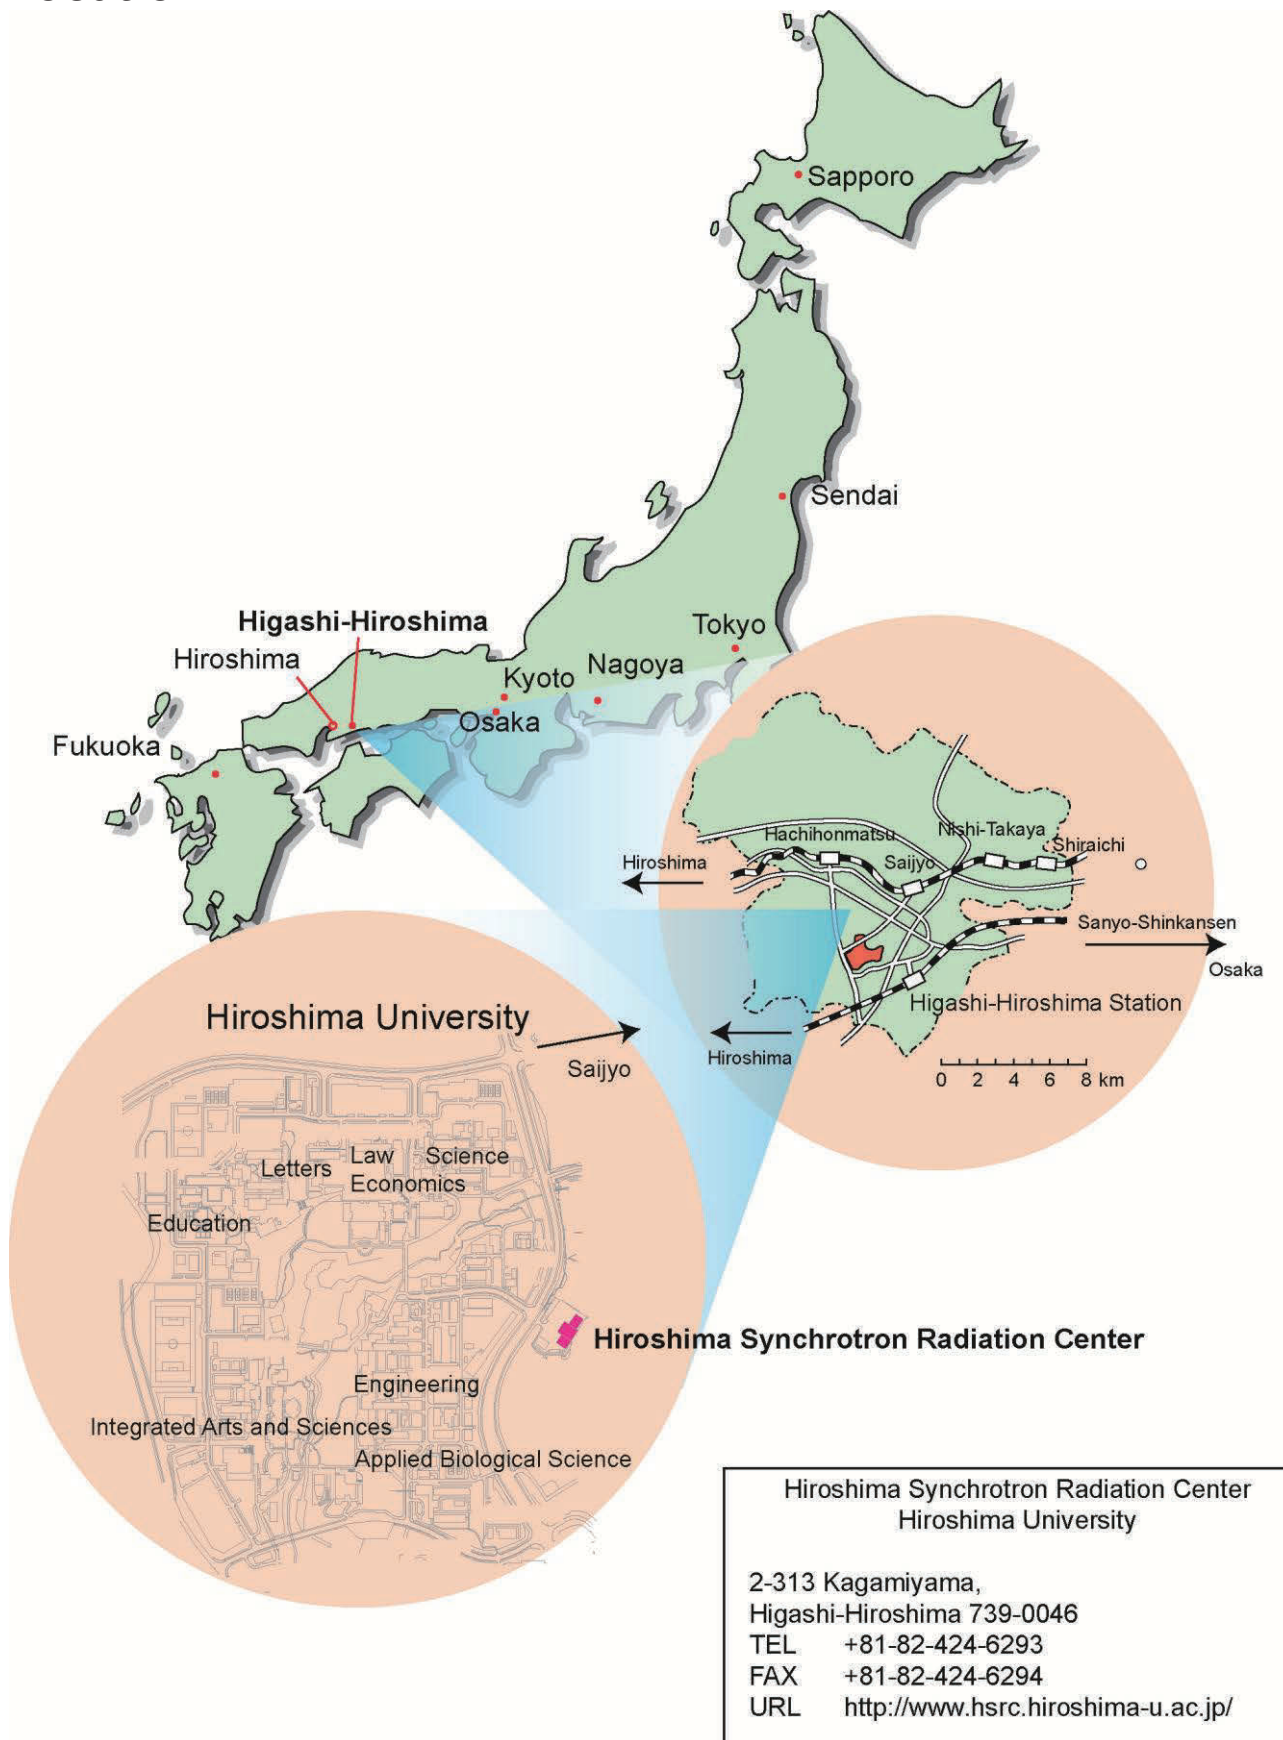 Sapporo
Sendai
Higashi-Hiroshima
Hiroshima
Tokyo
Nagoya
Kyoto
Osaka
Fukuoka
Hachihonmatsu
Nishi-Takaya
Shiraichi
Saijyo
Hiroshima
Sanyo-Shinkansen
Osaka
Higashi-Hiroshima Station
Hiroshima
0 2 4 6 8 km
Hiroshima University
Saijyo
Letters
Law
Science
Economics
Education
Hiroshima Synchrotron Radiation Center
Engineering
Integrated Arts and Sciences
Applied Biological Science
Hiroshima Synchrotron Radiation Center
Hiroshima University
2-313 Kagamiyama,
Higashi-Hiroshima 739-0046
TEL +81-82-424-6293
FAX +81-82-424-6294
URL http://www.hsrc.hiroshima-u.ac.jp/